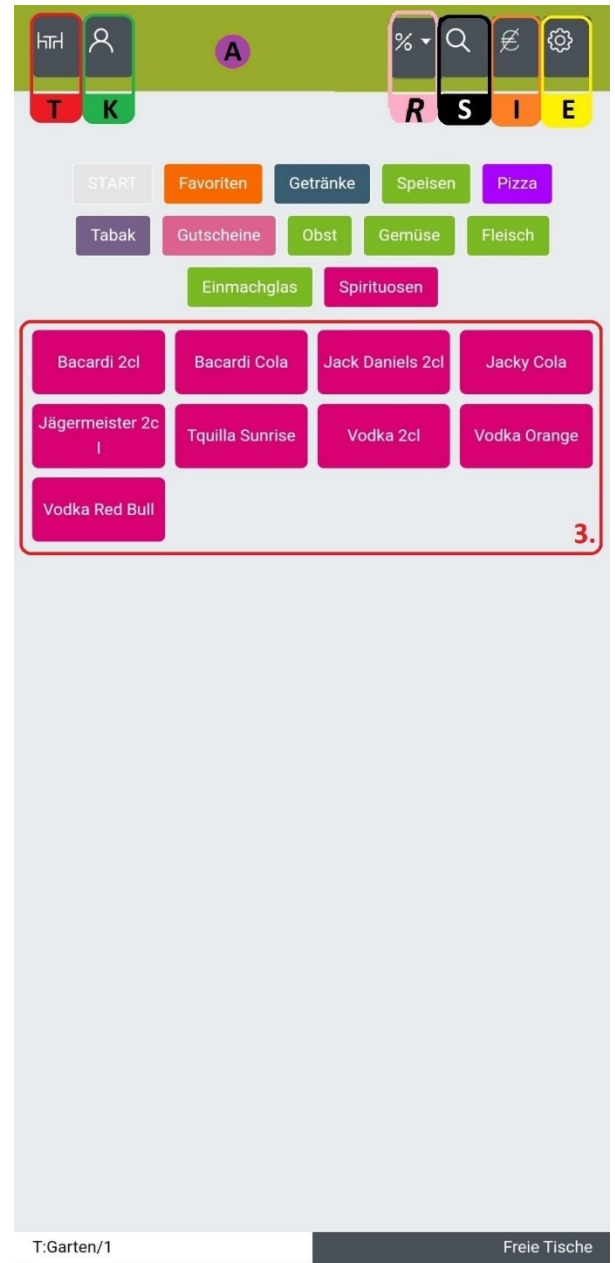 % €
A
T K R S I E
START Favoriten Getränke Speisen Pizza
Tabak Gutscheine Obst Gemüse Fleisch
Einmachglas Spirituosen
Bacardi 2cl Bacardi Cola Jack Daniels 2cl Jacky Cola
Jägermeister 2c
l
Tquilla Sunrise Vodka 2cl Vodka Orange
Vodka Red Bull
3.
T:Garten/1 Freie Tische